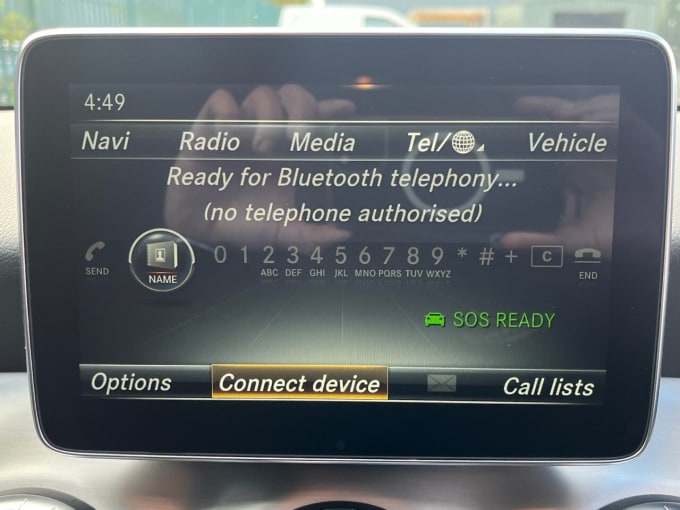 4:49
Navi Radio Media Tel/ Vehicle
Ready for Bluetooth telephony...
(no telephone authorised)
0 1 2 3 4 5 6 7 8 9 * # + C
SEND NAME ABC DEF GHI JKL MNO PQRS TUV WXYZ END
SOS READY
Options Connect device Call lists